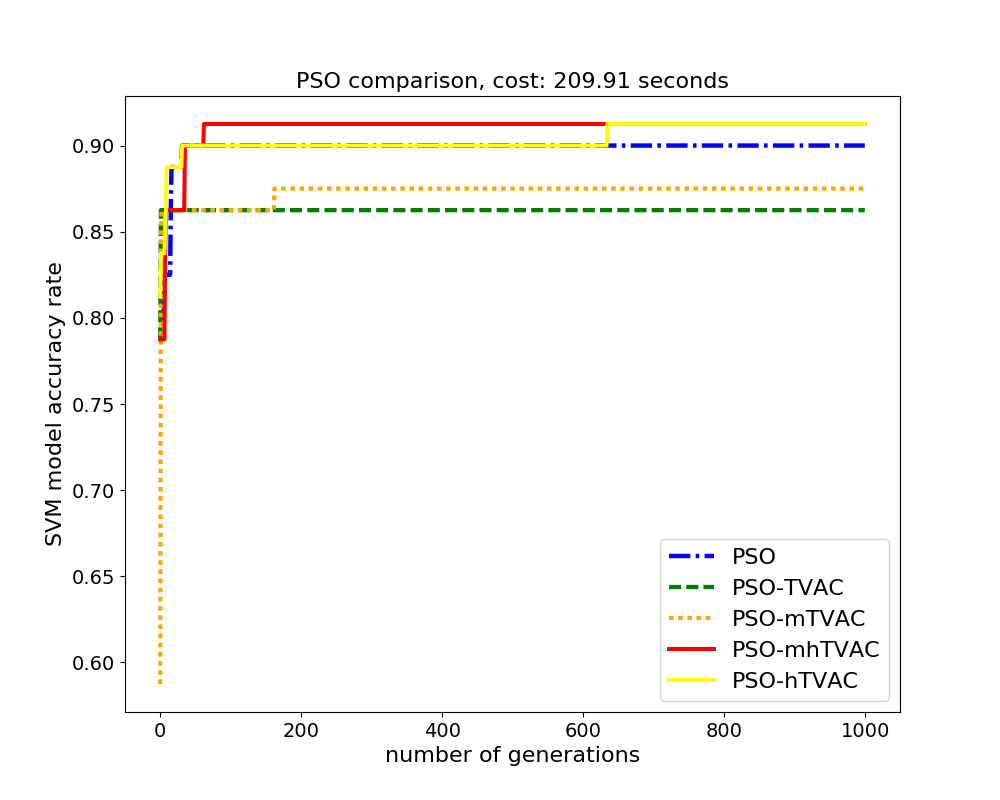 PSO comparison, cost: 209.91 seconds
SVM model accuracy rate
0.90
0.85
0.80
0.75
0.70
0.65
0.60
PSO
PSO-TVAC
PSO-mTVAC
PSO-mhTVAC
PSO-hTVAC
0 200 400 600 800 1000
number of generations